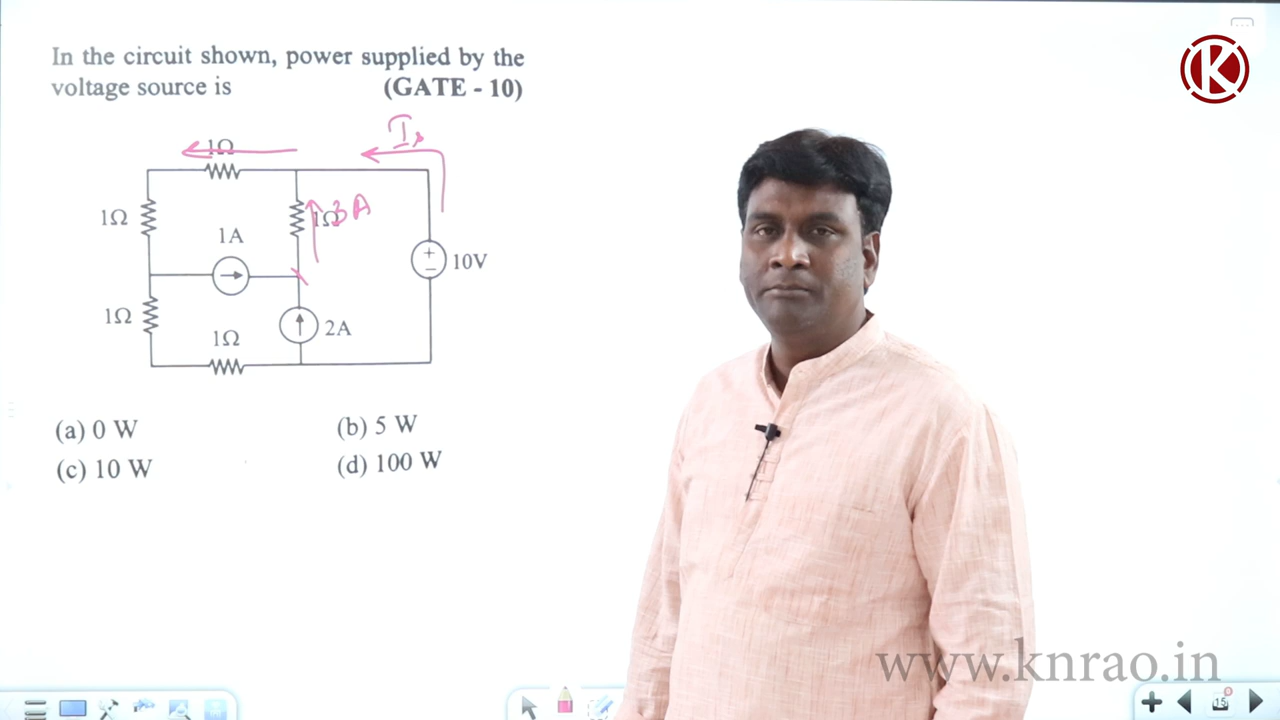 In the circuit shown, power supplied by the
voltage source is (GATE - 10)
K
I
1Ω
1Ω
1Ω 3A
1A
10V
+
−
1Ω
1Ω
2A
(a) 0 W (b) 5 W
(c) 10 W (d) 100 W
www.knrao.in
15